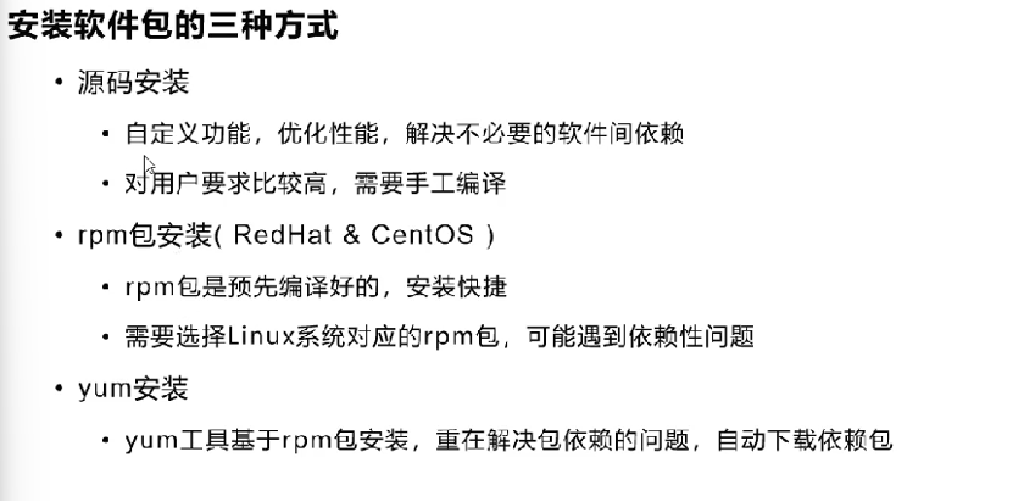 安装软件包的三种方式
• 源码安装
• 自定义功能，优化性能，解决不必要的软件间依赖
• 对用户要求比较高，需要手工编译
• rpm包安装( RedHat & CentOS )
• rpm包是预先编译好的，安装快捷
• 需要选择Linux系统对应的rpm包，可能遇到依赖性问题
• yum安装
• yum工具基于rpm包安装，重在解决包依赖的问题，自动下载依赖包